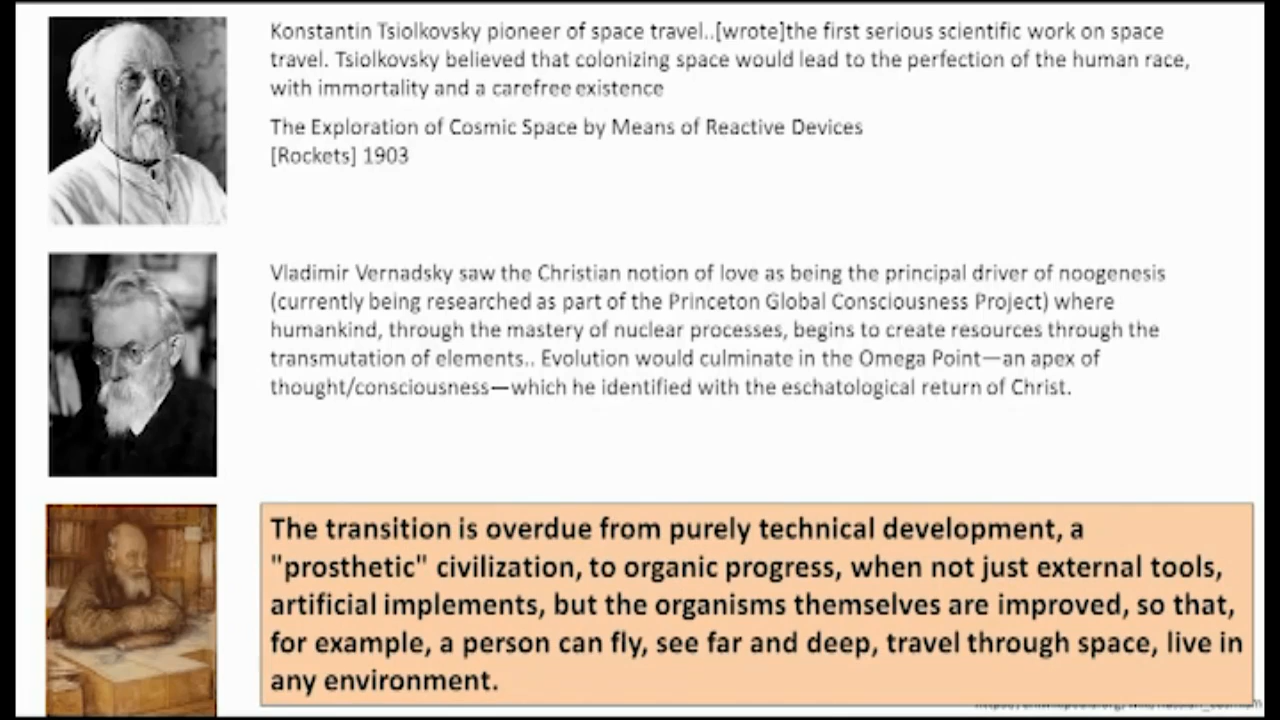 Konstantin Tsiolkovsky pioneer of space travel..[wrote]the first serious scientific work on space
travel. Tsiolkovsky believed that colonizing space would lead to the perfection of the human race,
with immortality and a carefree existence
The Exploration of Cosmic Space by Means of Reactive Devices
[Rockets] 1903
Vladimir Vernadsky saw the Christian notion of love as being the principal driver of noogenesis
(currently being researched as part of the Princeton Global Consciousness Project) where
humankind, through the mastery of nuclear processes, begins to create resources through the
transmutation of elements.. Evolution would culminate in the Omega Point—an apex of
thought/consciousness—which he identified with the eschatological return of Christ.
The transition is overdue from purely technical development, a
"prosthetic" civilization, to organic progress, when not just external tools,
artificial implements, but the organisms themselves are improved, so that,
for example, a person can fly, see far and deep, travel through space, live in
any environment.